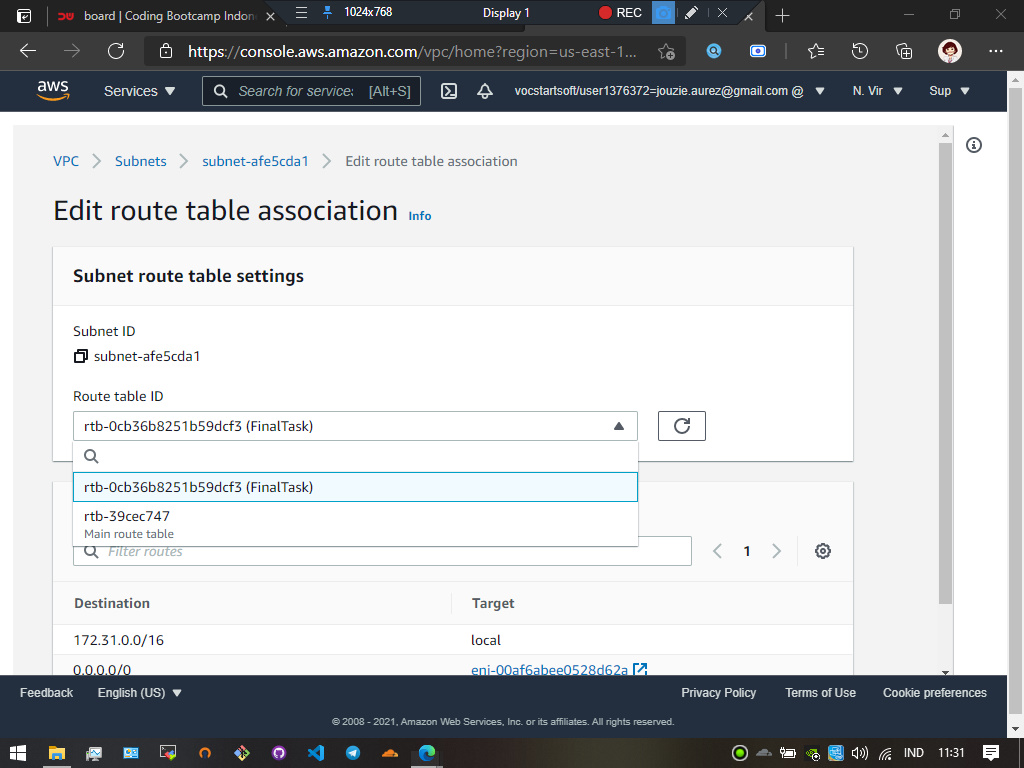 board | Coding Bootcamp Indon
1024x768
Display 1
REC
https://console.aws.amazon.com/vpc/home?region=us-east-1...
aws
Services
Search for services
[Alt+S]
vocstartsoft/user1376372=jouzie.aurez@gmail.com @
N. Vir
Sup
VPC
Subnets
subnet-afe5cda1
Edit route table association
Edit route table association
Info
Subnet route table settings
Subnet ID
subnet-afe5cda1
Route table ID
rtb-0cb36b8251b59dcf3 (FinalTask)
rtb-0cb36b8251b59dcf3 (FinalTask)
rtb-39cec747
Main route table
Filter routes
1
Destination
Target
172.31.0.0/16
local
0.0.0.0/0
eni-00af6abee0528d62a
Feedback
English (US)
Privacy Policy
Terms of Use
Cookie preferences
© 2008 - 2021, Amazon Web Services, Inc. or its affiliates. All rights reserved.
IND
11:31